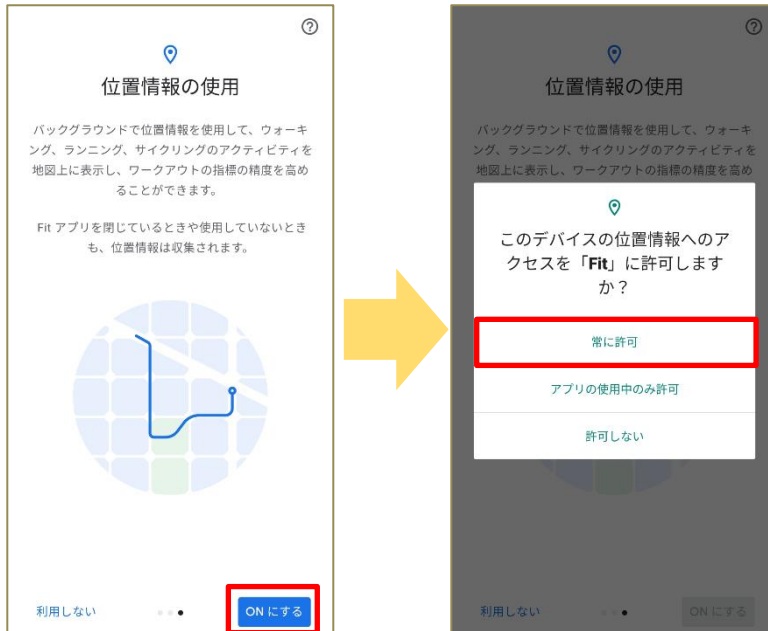 位置情報の使用
バックグラウンドで位置情報を使用して、ウォーキ
ング、ランニング、サイクリングのアクティビティを
地図上に表示し、ワークアウトの指標の精度を高め
ることができます。
Fit アプリを閉じているときや使用していないとき
も、位置情報は収集されます。
利用しない
ON にする
位置情報の使用
バックグラウンドで位置情報を使用して、ウォーキ
ング、ランニング、サイクリングのアクティビティを
地図上に表示し、ワークアウトの指標の精度を高め
このデバイスの位置情報へのア
クセスを「Fit」に許可します
か？
常に許可
アプリの使用中のみ許可
許可しない
利用しない
ON にする